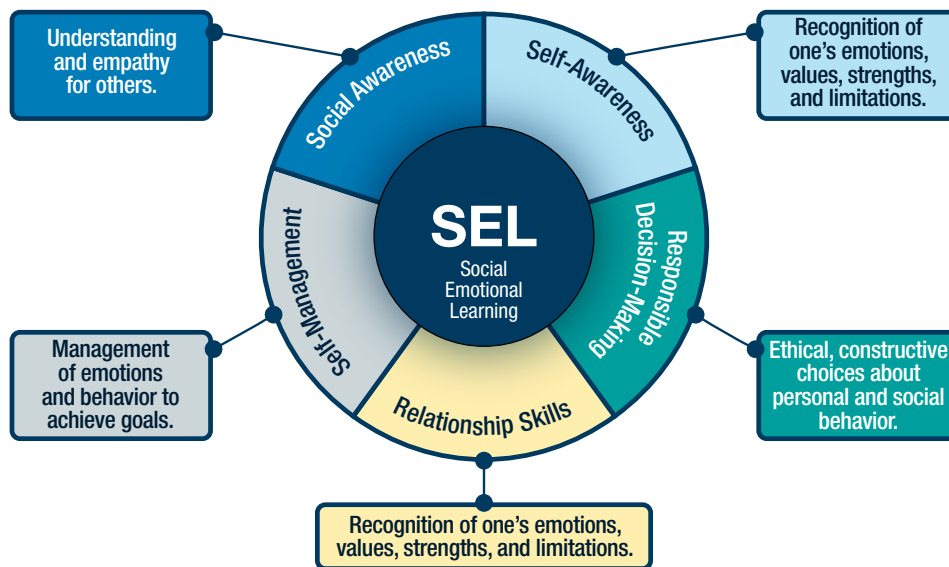 Understanding
and empathy
for others.
Social Awareness
Self-Awareness
Recognition of
one’s emotions,
values, strengths,
and limitations.
SEL
Social
Emotional
Learning
Responsible
Decision-Making
Self-Management
Management
of emotions
and behavior to
achieve goals.
Ethical, constructive
choices about
personal and social
behavior.
Relationship Skills
Recognition of one’s emotions,
values, strengths, and limitations.